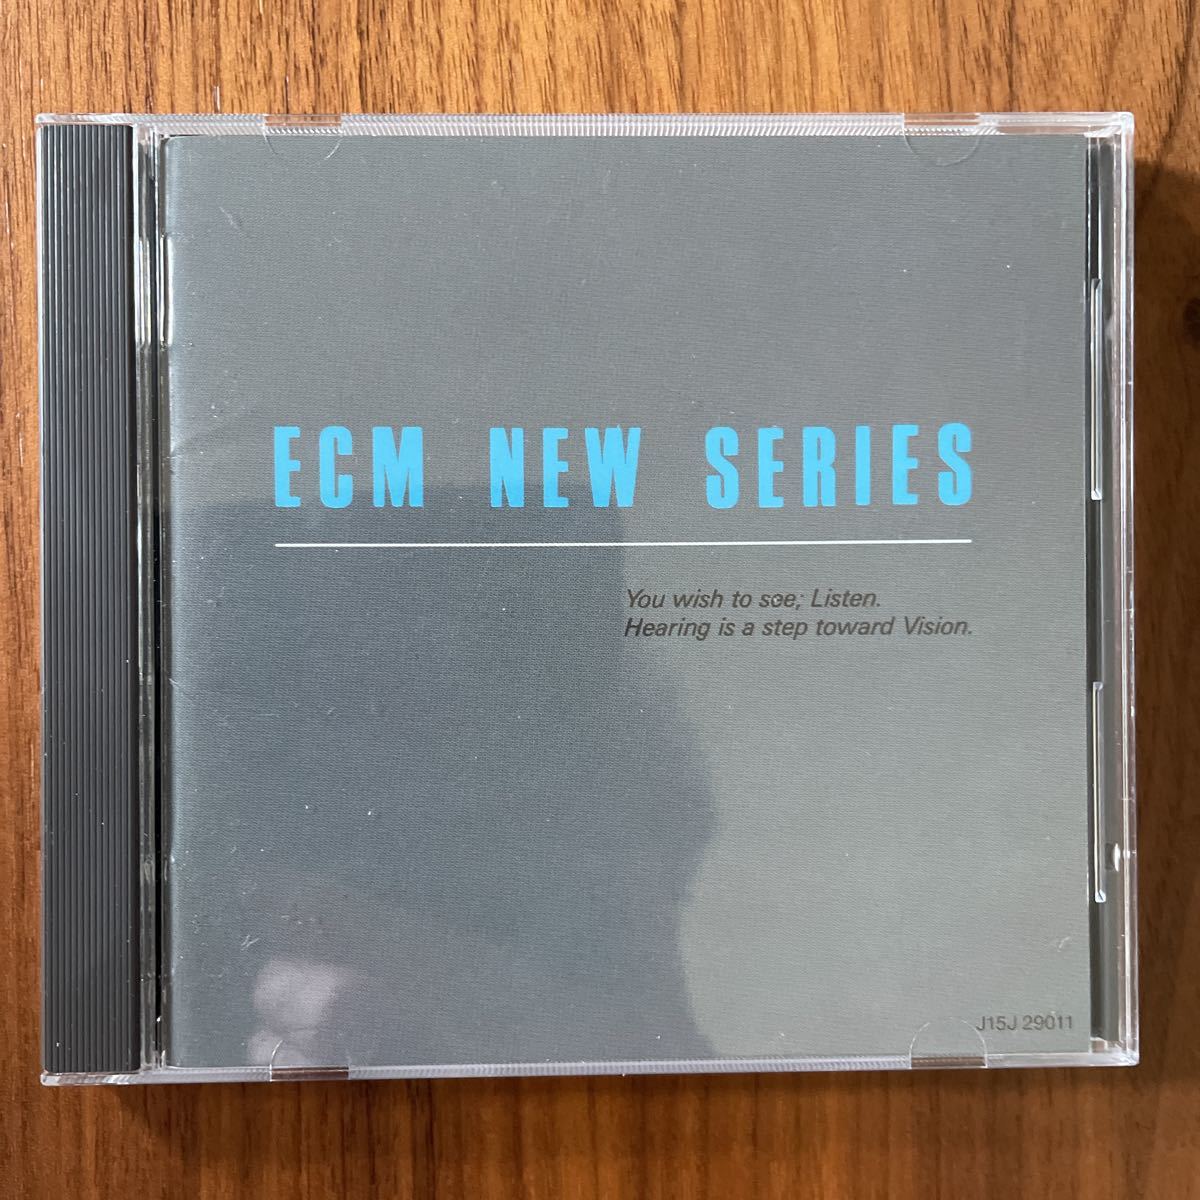 ECM NEW SERIES
You wish to see; Listen.
Hearing is a step toward Vision.
J15J 29011